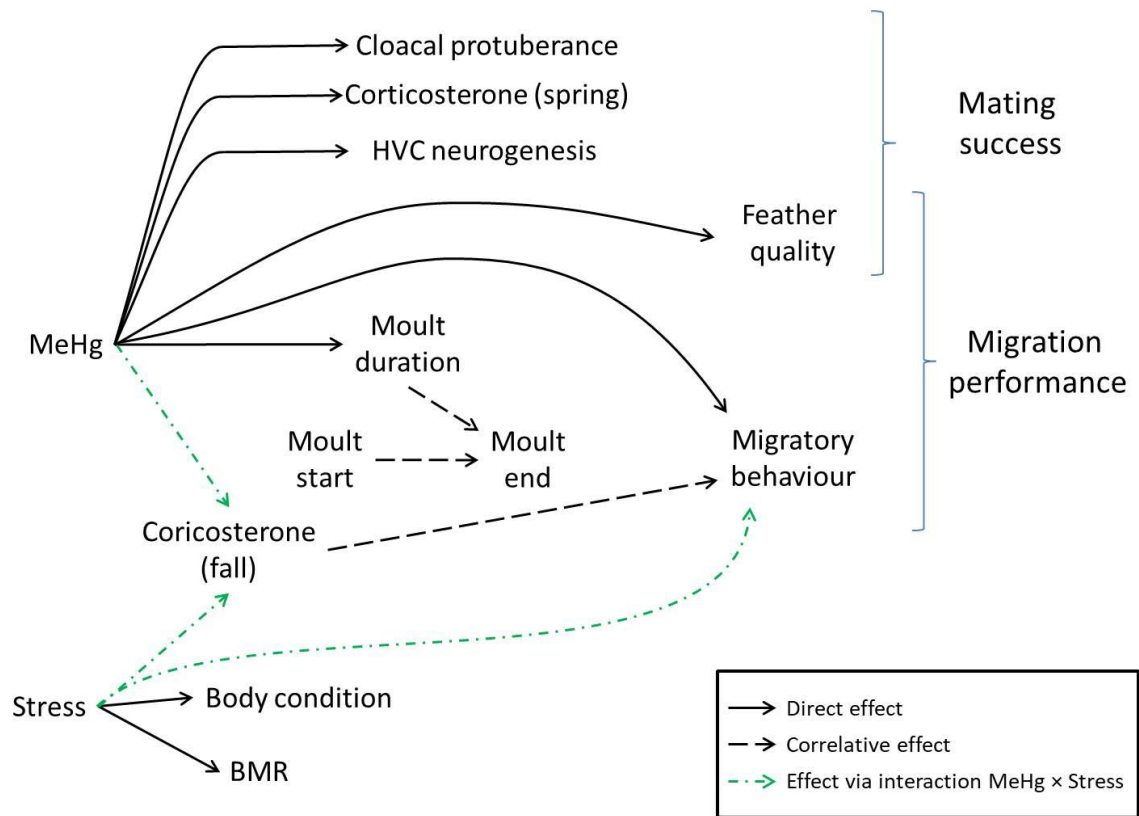 Cloacal protuberance
Corticosterone (spring)
HVC neurogenesis
Mating
success
Feather
quality
MeHg
Moult
duration
Migration
performance
Moult
start
Moult
end
Migratory
behaviour
Coricosterone
(fall)
Stress
Body condition
BMR
Direct effect
Correlative effect
Effect via interaction MeHg × Stress